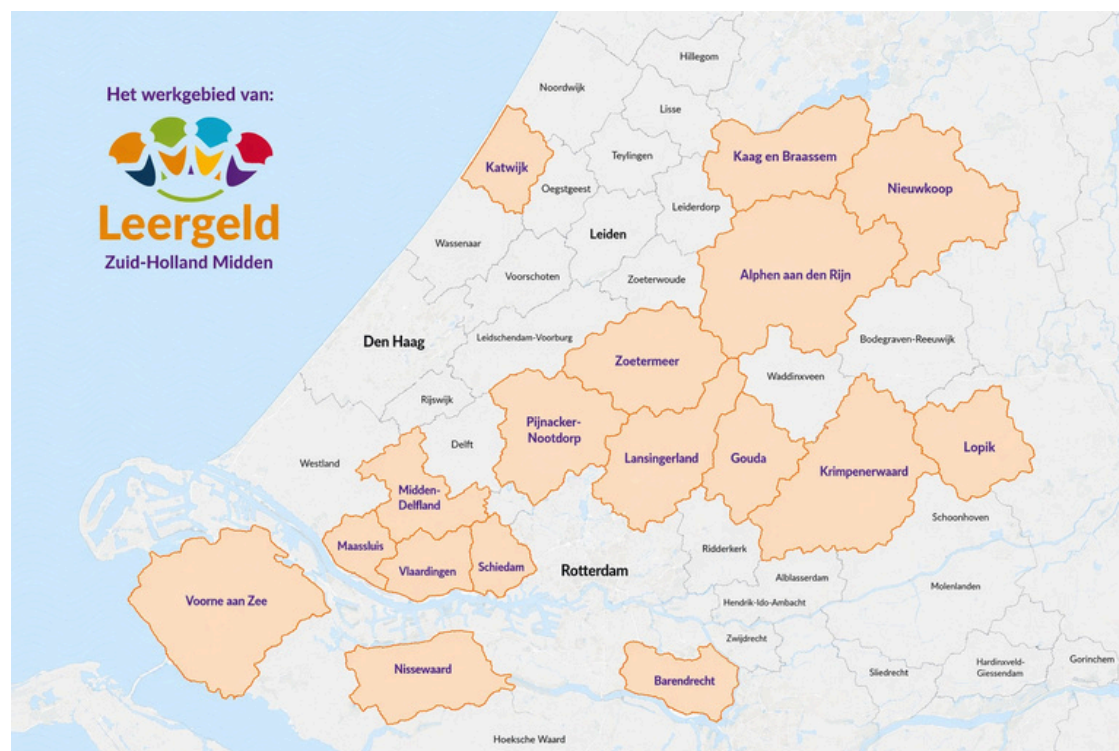 Het werkgebied van:
Leergeld
Zuid-Holland Midden
Hillegom
Noordwijk
Lisse
Katwijk
Teylingen
Kaag en Braassem
Nieuwkoop
Oegstgeest
Leiderdorp
Leiden
Wassenaar
Voorschoten
Zoeterwoude
Alphen aan den Rijn
Den Haag
Leidschendam-Voorburg
Bodegraven-Reeuwijk
Zoetermeer
Waddinxveen
Rijswijk
Pijnacker-
Nootdorp
Delft
Westland
Lansingerland
Gouda
Krimpenerwaard
Lopik
Midden-
Delfland
Schoonhoven
Maassluis
Vlaardingen
Schiedam
Rotterdam
Ridderkerk
Alblasserdam
Molenlanden
Voorne aan Zee
Hendrik-Ido-Ambacht
Zwijdrecht
Nissewaard
Barendrecht
Sliedrecht
Hardinxveld-
Giessendam
Gorinchem
Hoeksche Waard